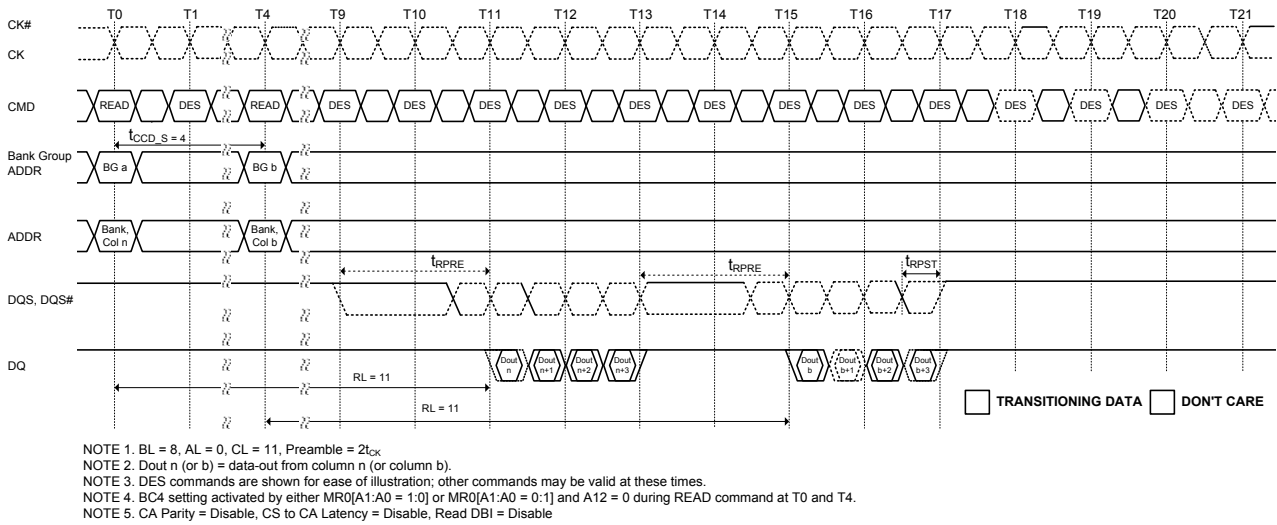 T0 T1 T4 T9 T10 T11 T12 T13 T14 T15 T16 T17 T18 T19 T20 T21
CK#
CK
CMD READ DES READ DES DES DES DES DES DES DES DES DES DES DES DES DES
tCCD_S = 4
Bank Group
ADDR
BG a BG b
ADDR
Bank, Bank,
Col n Col b
tRPRE tRPRE tRPST
DQS, DQS#
DQ
Dout Dout Dout Dout Dout Dout Dout Dout
n n+1 n+2 n+3 b b+1 b+2 b+3
RL = 11
RL = 11
TRANSITIONING DATA DON'T CARE
NOTE 1. BL = 8, AL = 0, CL = 11, Preamble = 2tCK
NOTE 2. Dout n (or b) = data-out from column n (or column b).
NOTE 3. DES commands are shown for ease of illustration; other commands may be valid at these times.
NOTE 4. BC4 setting activated by either MR0[A1:A0 = 1:0] or MR0[A1:A0 = 0:1] and A12 = 0 during READ command at T0 and T4.
NOTE 5. CA Parity = Disable, CS to CA Latency = Disable, Read DBI = Disable